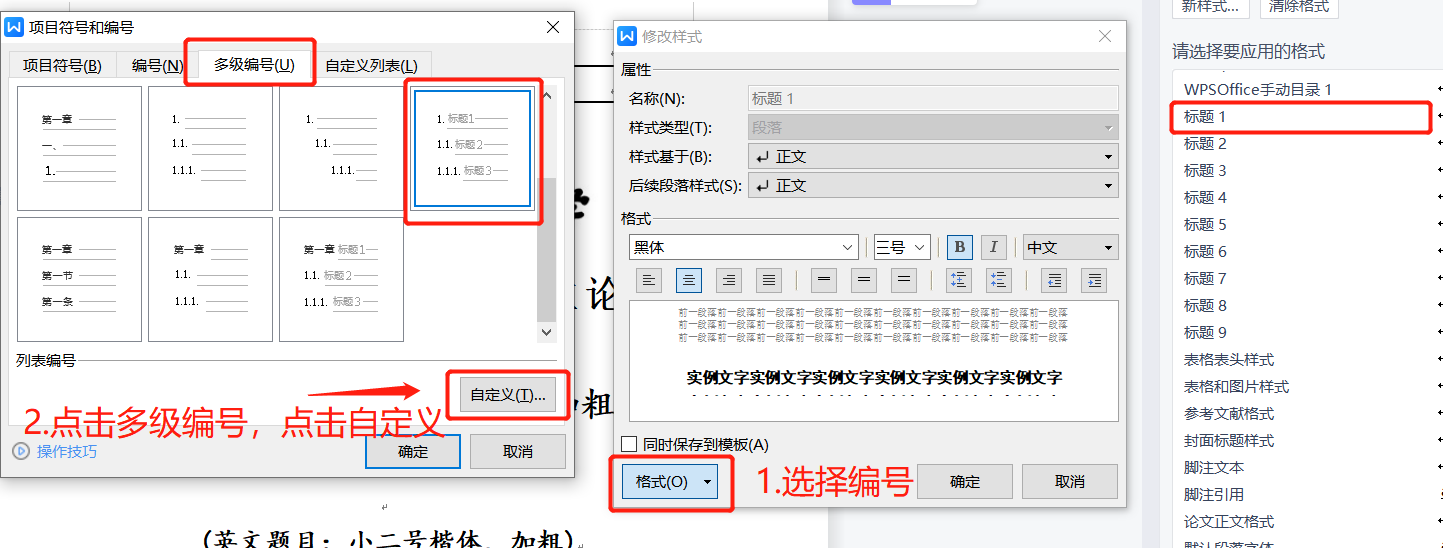 项目符号和编号
项目符号(B)
编号(N)
多级编号(U)
自定义列表(L)
第一章
一、
1.
1.
1.1.
1.1.1.
1.
1.1.
1.1.1.
1. 标题1
1.1. 标题2
1.1.1. 标题3
第一章
第一节
第一条
第一章
1.1.
1.1.1.
第一章 标题1
1.1. 标题2
1.1.1. 标题3
列表编号
自定义(T)...
2.点击多级编号，点击自定义
操作技巧
确定
取消
论
加粗
(英文题目：小二号楷体，加粗)
修改样式
属性
名称(N):
标题 1
样式类型(T):
段落
样式基于(B):
正文
后续段落样式(S):
正文
格式
黑体
三号
B
I
中文
前一段落前一段落前一段落前一段落前一段落前一段落前一段落前一段落前一段落前一段落
前一段落前一段落前一段落前一段落前一段落前一段落前一段落前一段落前一段落前一段落
前一段落前一段落前一段落前一段落前一段落前一段落前一段落前一段落前一段落前一段落
实例文字实例文字实例文字实例文字实例文字实例文字
同时保存到模板(A)
格式(O)
1.选择编号
确定
取消
新样式...
清除格式
请选择要应用的格式
WPSOffice手动目录 1
标题 1
标题 2
标题 3
标题 4
标题 5
标题 6
标题 7
标题 8
标题 9
表格表头样式
表格和图片样式
参考文献格式
封面标题样式
脚注文本
脚注引用
论文正文格式
默认段落字体